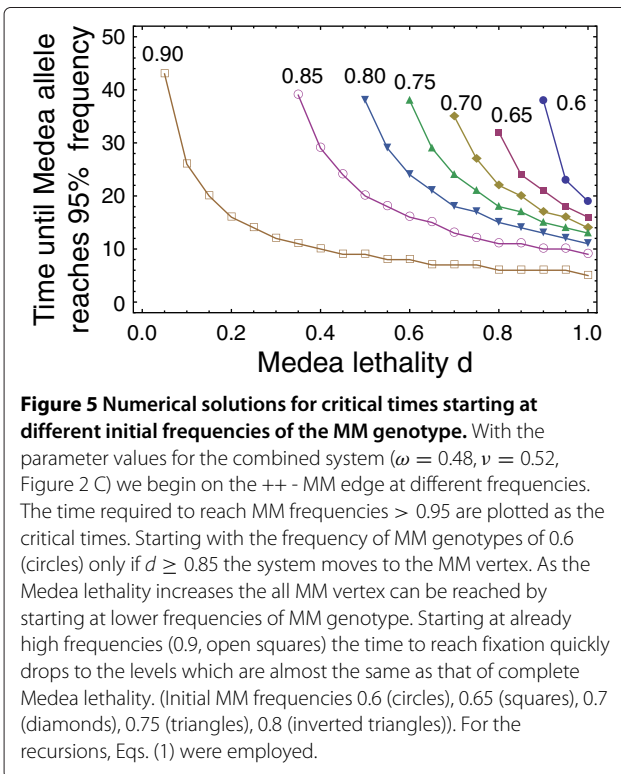 50
40
30
20
10
0
Time until Medea allele
reaches 95% frequency
0.90
0.85
0.80
0.75
0.70
0.65
0.6
0.0
0.2
0.4
0.6
0.8
1.0
Medea lethality d
Figure 5 Numerical solutions for critical times starting at
different initial frequencies of the MM genotype. With the
parameter values for the combined system (ω = 0.48, ν = 0.52,
Figure 2 C) we begin on the ++ - MM edge at different frequencies.
The time required to reach MM frequencies > 0.95 are plotted as the
critical times. Starting with the frequency of MM genotypes of 0.6
(circles) only if d ≥ 0.85 the system moves to the MM vertex. As the
Medea lethality increases the all MM vertex can be reached by
starting at lower frequencies of MM genotype. Starting at already
high frequencies (0.9, open squares) the time to reach fixation quickly
drops to the levels which are almost the same as that of complete
Medea lethality. (Initial MM frequencies 0.6 (circles), 0.65 (squares), 0.7
(diamonds), 0.75 (triangles), 0.8 (inverted triangles)). For the
recursions, Eqs. (1) were employed.